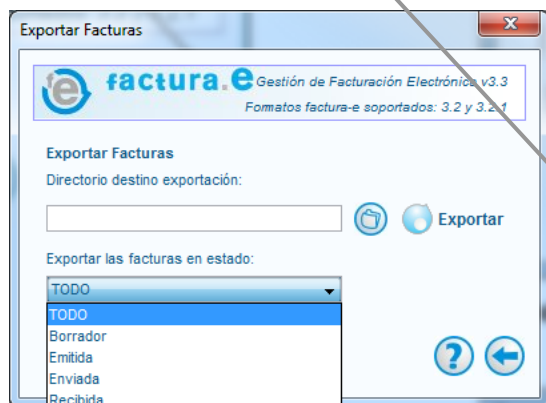 Exportar Facturas
factura.e Gestión de Facturación Electrónica v3.3
Formatos factura-e soportados: 3.2 y 3.2.1
Exportar Facturas
Directorio destino exportación:
Exportar
Exportar las facturas en estado:
TODO
TODO
Borrador
Emitida
Enviada
Recibida